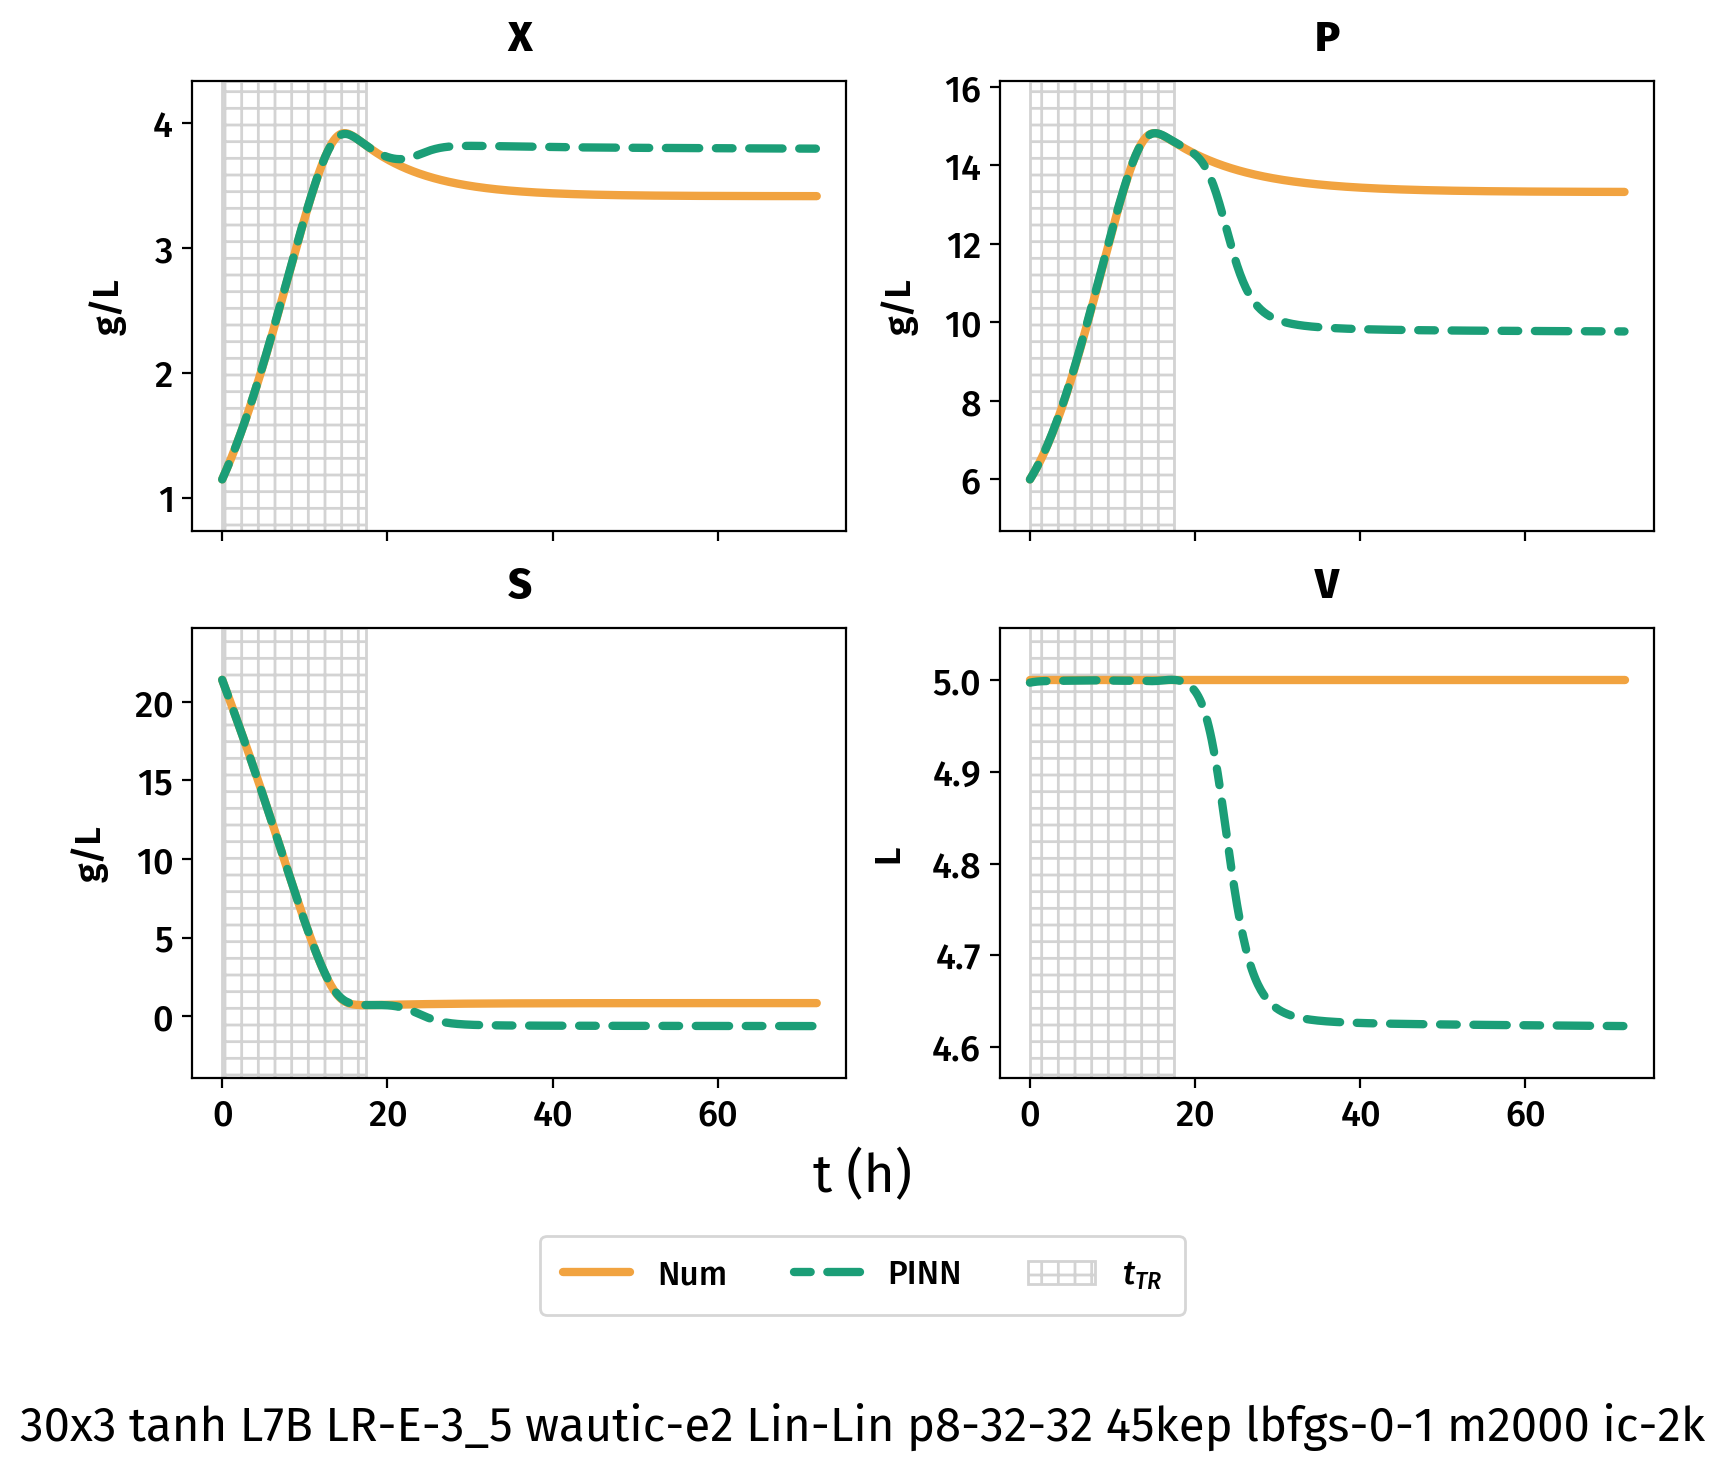 X
P
4
3
2
1
g/L
16
14
12
10
8
6
g/L
S
V
20
15
10
5
0
g/L
0 20 40 60
5.0
4.9
4.8
4.7
4.6
L
0 20 40 60
t (h)
Num PINN t_TR
30x3 tanh L7B LR-E-3_5 wautic-e2 Lin-Lin p8-32-32 45kep lbfgs-0-1 m2000 ic-2k